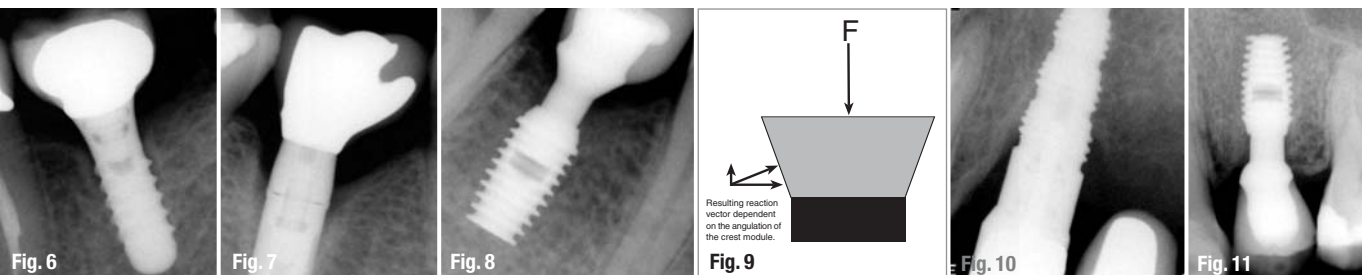 Fig. 6
Fig. 7
Fig. 8
F
Resulting reaction
vector dependent
on the angulation of
the crest module.
Fig. 9
Fig. 10
Fig. 11